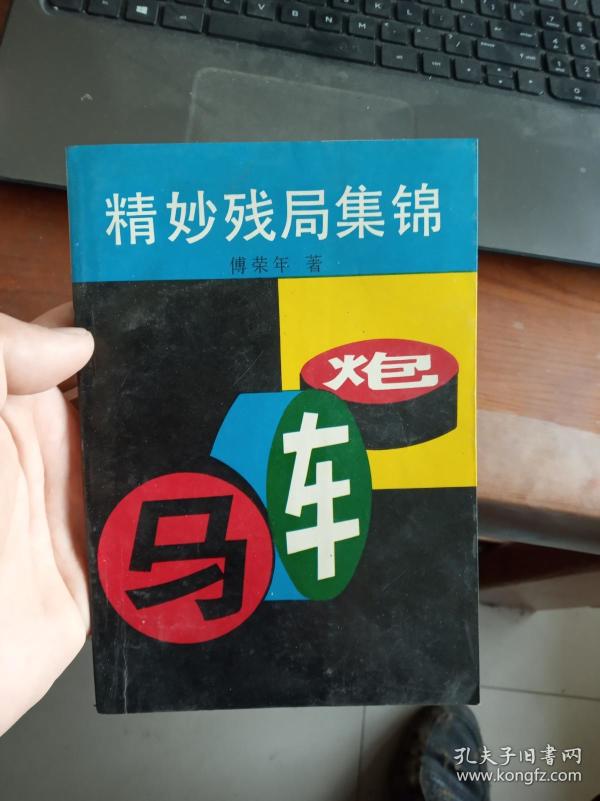 精妙残局集锦
傅荣年 著
炮
车
马
孔夫子旧书网
www.kongfz.com